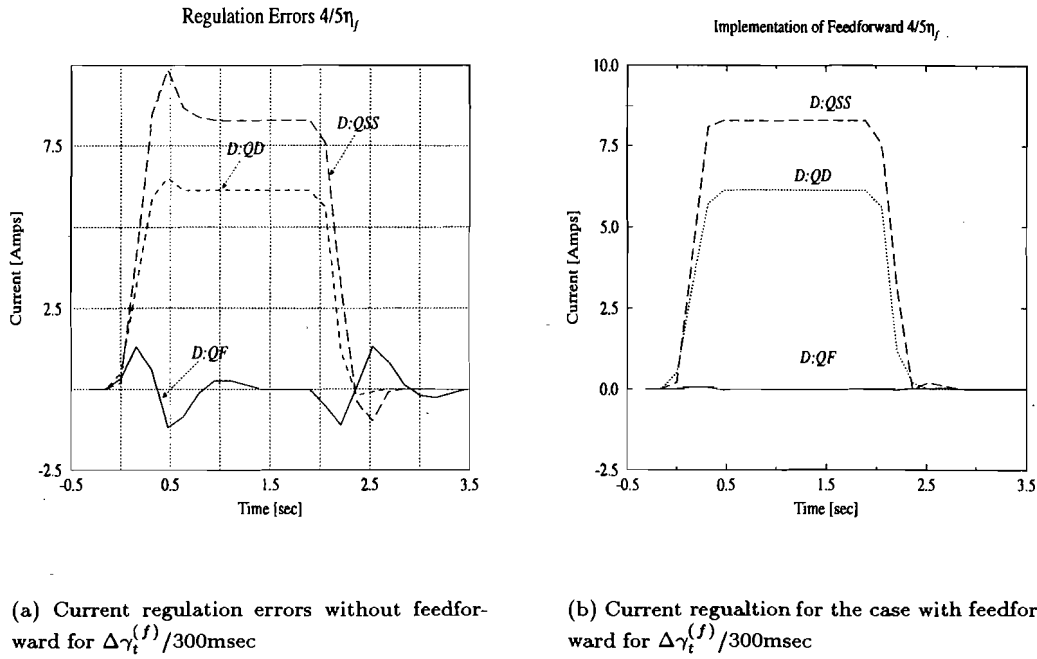 Regulation Errors 4/5η_f
7.5
2.5
0.0
-2.5
Current [Amps]
D:QSS
D:QD
D:QF
-0.5 0.5 1.5 2.5 3.5
Time [sec]
(a) Current regulation errors without feedfor-
ward for Δγ_t^(f)/300msec
Implementation of Feedforward 4/5η_f
10.0
7.5
5.0
2.5
0.0
-2.5
Current [Amps]
D:QSS
D:QD
D:QF
-0.5 0.5 1.5 2.5 3.5
Time [sec]
(b) Current regualtion for the case with feedfor
ward for Δγ_t^(f)/300msec